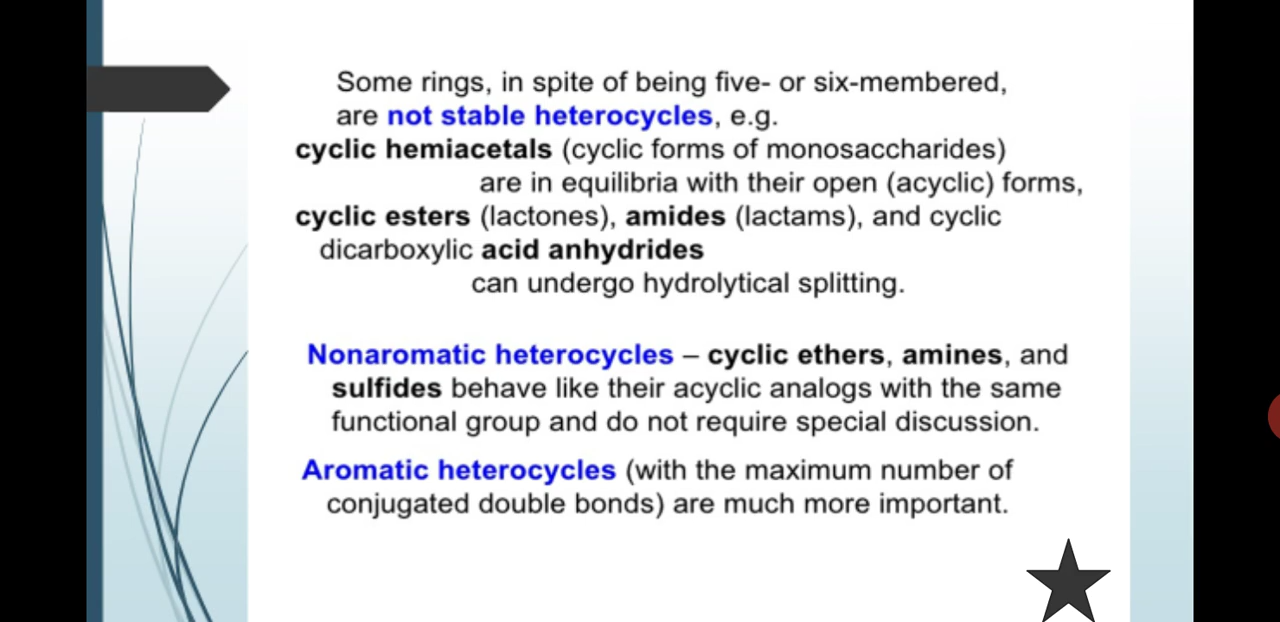 Some rings, in spite of being five- or six-membered,
are not stable heterocycles, e.g.
cyclic hemiacetals (cyclic forms of monosaccharides)
are in equilibria with their open (acyclic) forms,
cyclic esters (lactones), amides (lactams), and cyclic
dicarboxylic acid anhydrides
can undergo hydrolytical splitting.
Nonaromatic heterocycles – cyclic ethers, amines, and
sulfides behave like their acyclic analogs with the same
functional group and do not require special discussion.
Aromatic heterocycles (with the maximum number of
conjugated double bonds) are much more important.